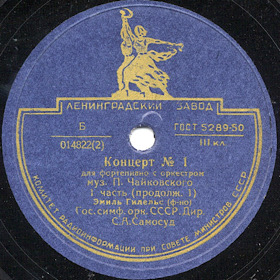 ЛЕНИНГРАДСКИЙ ЗАВОД
Б
ГОСТ 5289-50
014822(2)
III кл.
Концерт № 1
для фортепиано с оркестром
муз. П. Чайковского
1 часть (продолж. 1)
Эмиль Гилельс (ф-но)
Гос. симф. орк. СССР. Дир.
С. А. Самосуд
КОМИТЕТ ПО РАДИОИНФОРМАЦИИ ПРИ СОВЕТЕ МИНИСТРОВ СССР